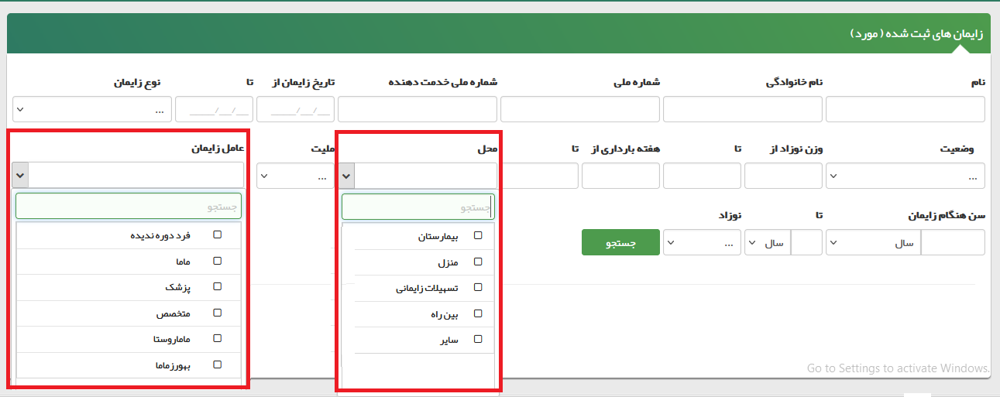 زایمان های ثبت شده ( مورد)
نام نام خانوادگی شماره ملی شماره ملی خدمت دهنده تاریخ زایمان از تا نوع زایمان
__/__/____ __/__/____ ...
وضعیت وزن نوزاد از تا هفته بارداری از تا محل ملیت عامل زایمان
... ...
جستجو جستجو
سن هنگام زایمان تا نوزاد
سال سال ... جستجو
بیمارستان
منزل
تسهیلات زایمانی
بین راه
سایر
فرد دوره ندیده
ماما
پزشک
متخصص
ماماروستا
بهورزماما
Go to Settings to activate Windows.